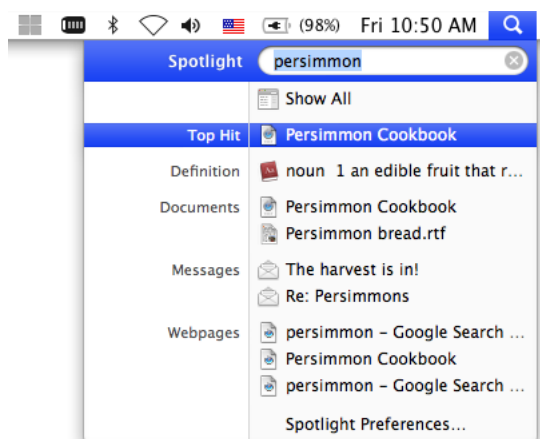 (98%) Fri 10:50 AM
Spotlight persimmon
Show All
Top Hit Persimmon Cookbook
Definition noun 1 an edible fruit that r...
Documents Persimmon Cookbook
Persimmon bread.rtf
Messages The harvest is in!
Re: Persimmons
Webpages persimmon – Google Search ...
Persimmon Cookbook
persimmon – Google Search ...
Spotlight Preferences...